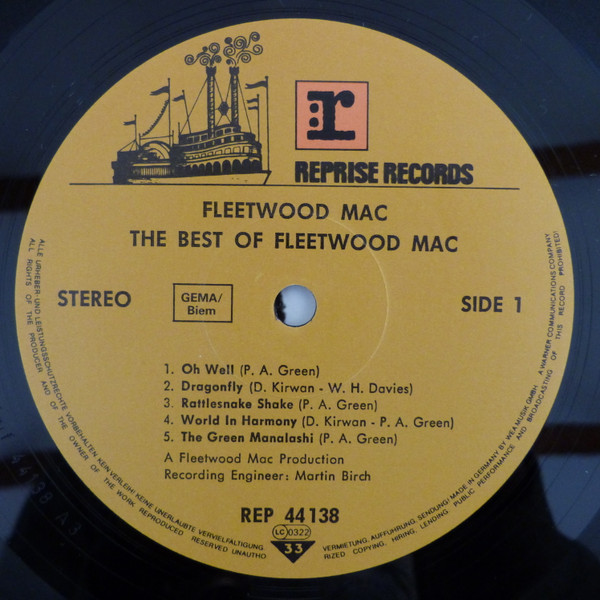 r
REPRISE RECORDS
FLEETWOOD MAC
THE BEST OF FLEETWOOD MAC
STEREO
GEMA/
Biem
SIDE 1
1. Oh Well (P. A. Green)
2. Dragonfly (D. Kirwan - W. H. Davies)
3. Rattlesnake Shake (P. A. Green)
4. World In Harmony (D. Kirwan - P. A. Green)
5. The Green Manalashi (P. A. Green)
A Fleetwood Mac Production
Recording Engineer: Martin Birch
REP 44 138
LC 0322
33
ALLE URHEBER- UND LEISTUNGSSCHUTZRECHTE VORBEHALTEN KEIN VERLEIH! KEINE UNERLAUBTE VERVIELFÄLTIGUNG,
VERMIETUNG, AUFFÜHRUNG, SENDUNG! MADE IN GERMANY BY WEA MUSIK GMBH. A WARNER COMMUNICATIONS COMPANY
ALL RIGHTS OF THE PRODUCER AND OF THE OWNER OF THE WORK REPRODUCED RESERVED UNAUTHO
RIZED COPYING, HIRING, LENDING PUBLIC PERFORMANCE AND BROADCASTING OF THIS RECORD PROHIBITED!